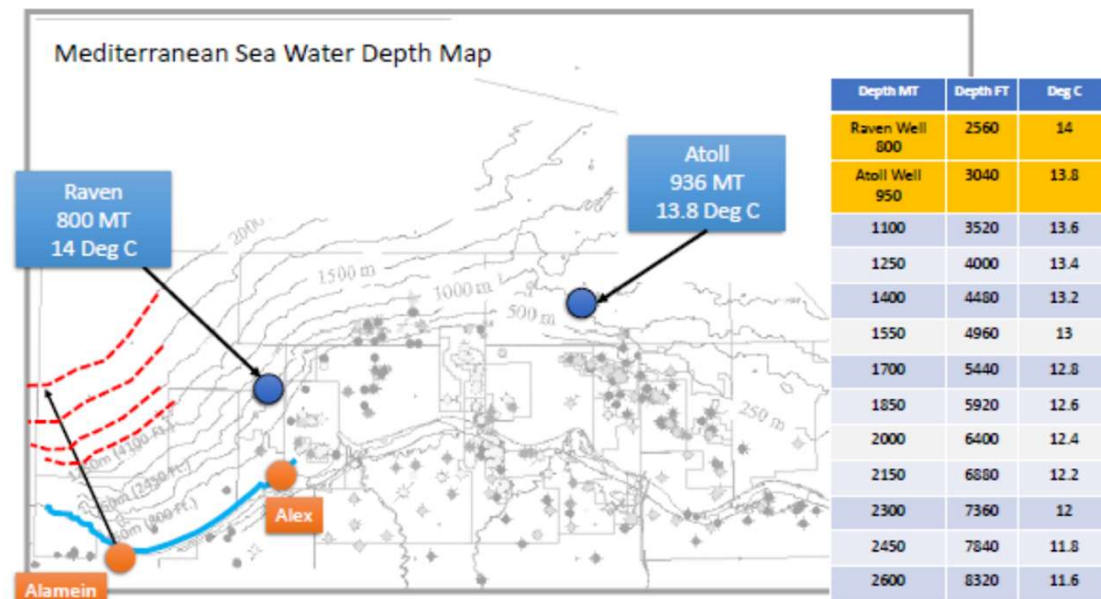 Mediterranean Sea Water Depth Map
Raven
800 MT
14 Deg C
Atoll
936 MT
13.8 Deg C
2000
1500 m
1000 m
500 m
250 m
Alex
Alamein
Depth MT Depth FT Deg C
Raven Well 800 2560 14
Atoll Well 950 3040 13.8
1100 3520 13.6
1250 4000 13.4
1400 4480 13.2
1550 4960 13
1700 5440 12.8
1850 5920 12.6
2000 6400 12.4
2150 6880 12.2
2300 7360 12
2450 7840 11.8
2600 8320 11.6